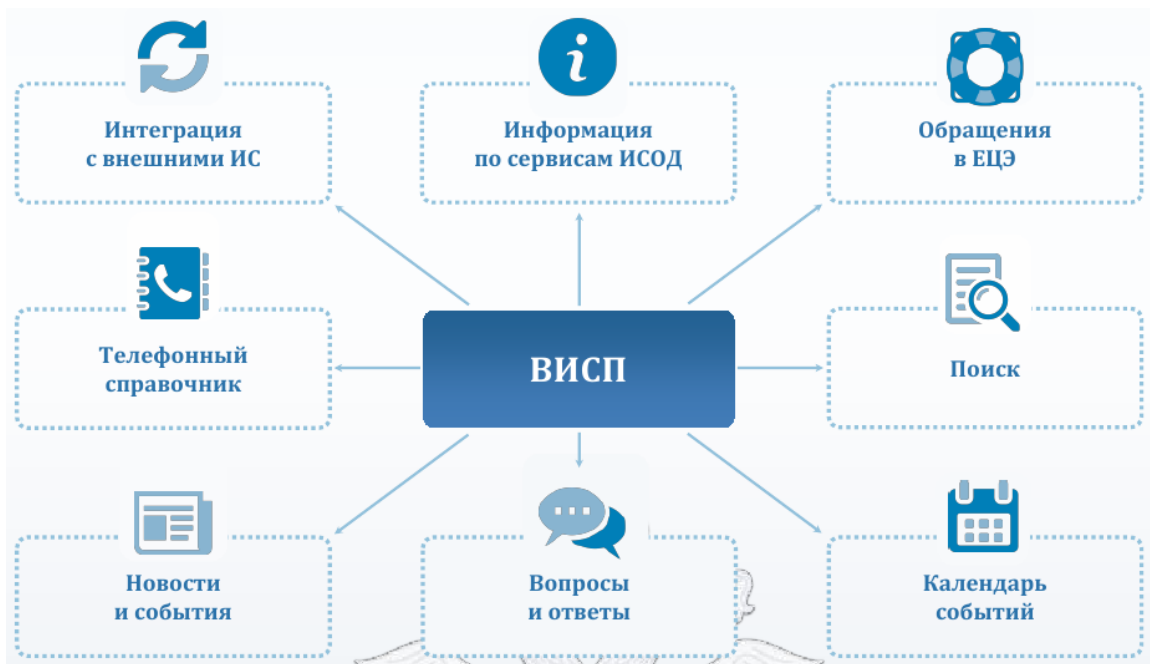 Интеграция
с внешними ИС
Информация
по сервисам ИСОД
Обращения
в ЕЦЭ
Телефонный
справочник
ВИСП
Поиск
Новости
и события
Вопросы
и ответы
Календарь
событий